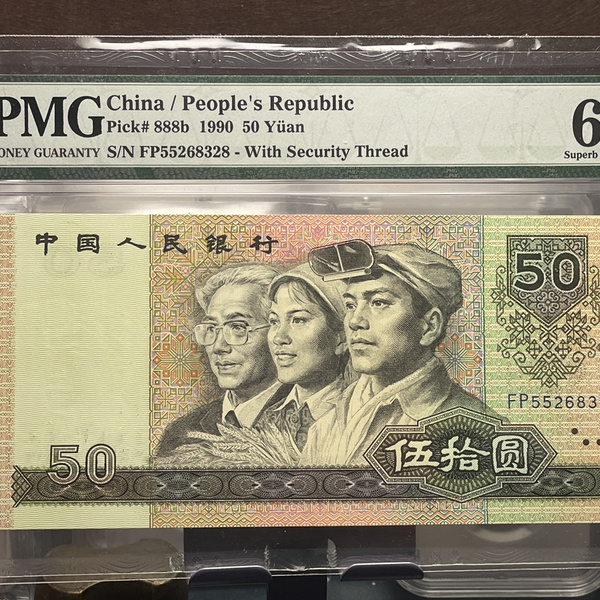 PMG China / People's Republic
Pick# 888b 1990 50 Yüan
ONEY GUARANTY S/N FP55268328 - With Security Thread
6
Superb
中国人民银行
50
FP552683
伍拾圆
50